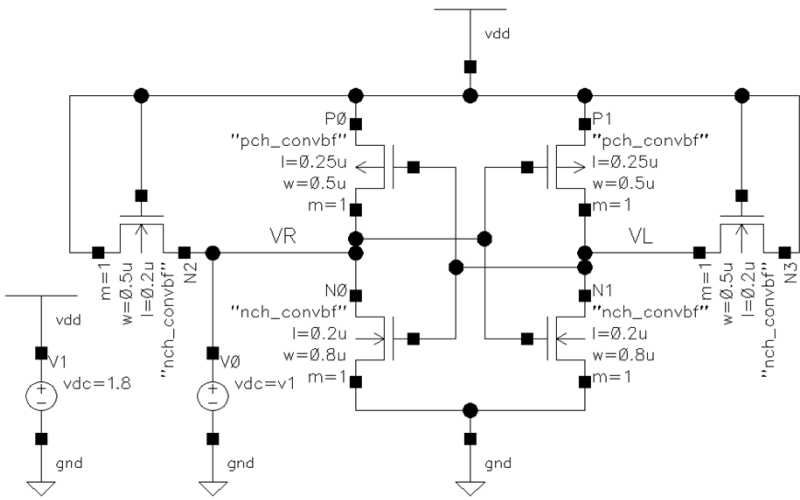 vdd
P0
"pch_convbf"
l=0.25u
w=0.5u
m=1
P1
"pch_convbf"
l=0.25u
w=0.5u
m=1
VR
VL
m=1
w=0.5u
l=0.2u
"nch_convbf"
N2
m=1
w=0.5u
l=0.2u
"nch_convbf"
N3
N0
"nch_convbf"
l=0.2u
w=0.8u
m=1
N1
"nch_convbf"
l=0.2u
w=0.8u
m=1
vdd
V1
vdc=1.8
gnd
V0
vdc=v1
gnd
gnd